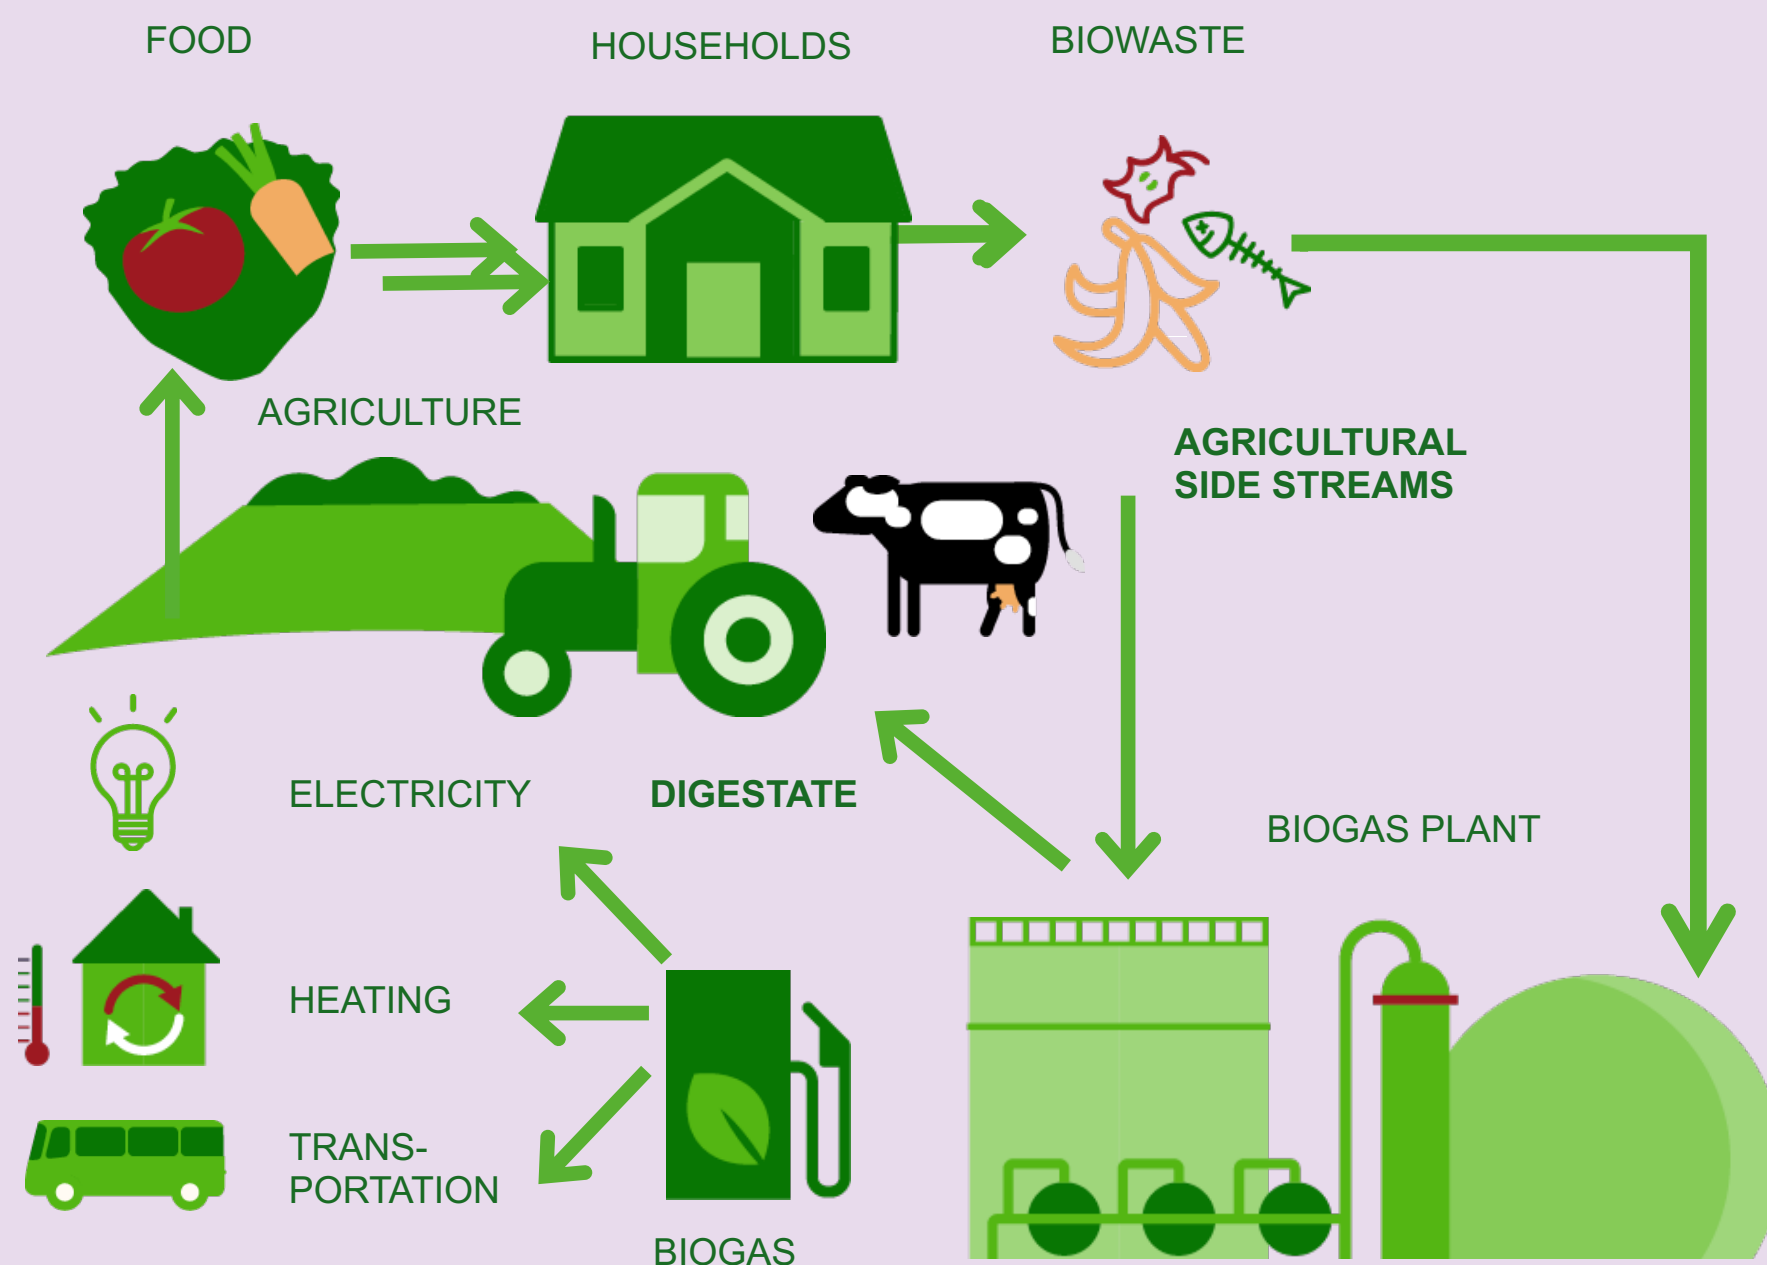 FOOD
HOUSEHOLDS
BIOWASTE
AGRICULTURE
AGRICULTURAL
SIDE STREAMS
ELECTRICITY
DIGESTATE
BIOGAS PLANT
HEATING
TRANS-
PORTATION
BIOGAS